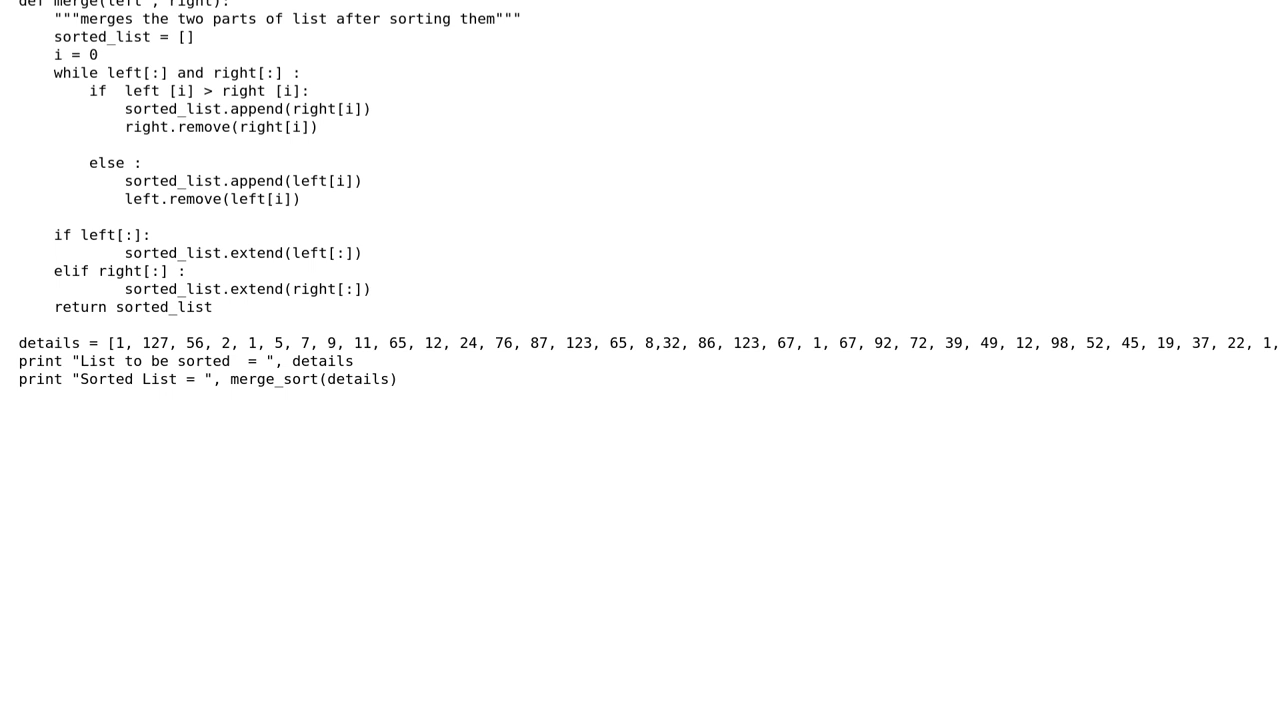 def merge(left , right):
    """merges the two parts of list after sorting them"""
    sorted_list = []
    i = 0
    while left[:] and right[:] :
        if  left [i] > right [i]:
            sorted_list.append(right[i])
            right.remove(right[i])

        else :
            sorted_list.append(left[i])
            left.remove(left[i])

    if left[:]:
            sorted_list.extend(left[:])
    elif right[:] :
            sorted_list.extend(right[:])
    return sorted_list

details = [1, 127, 56, 2, 1, 5, 7, 9, 11, 65, 12, 24, 76, 87, 123, 65, 8,32, 86, 123, 67, 1, 67, 92, 72, 39, 49, 12, 98, 52, 45, 19, 37, 22, 1,
print "List to be sorted  = ", details
print "Sorted List = ", merge_sort(details)